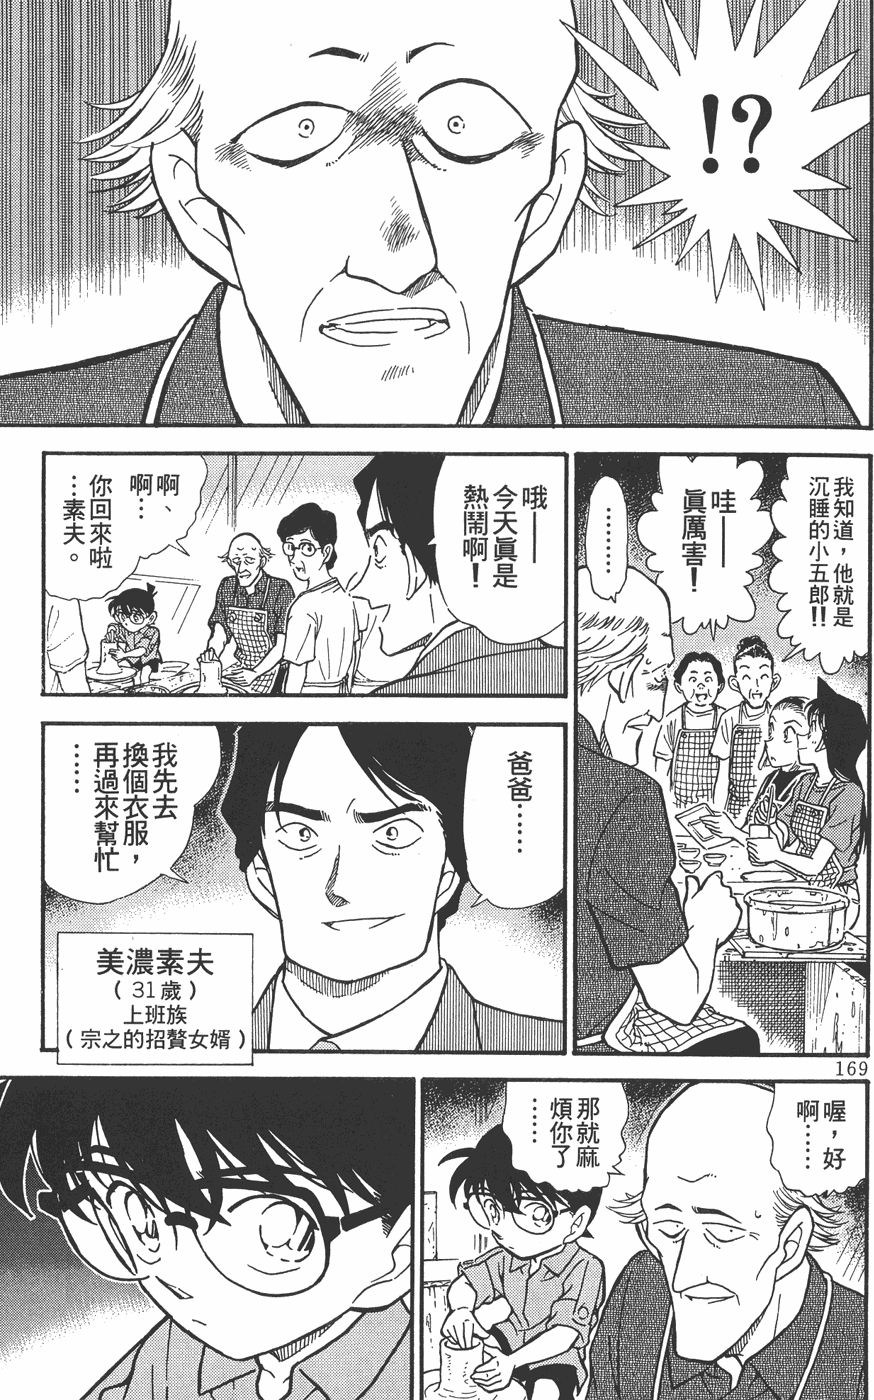 !?
我知道，他就是
沉睡的小五郎!!
哇——
眞厲害！
………
哦——
今天眞是
熱鬧啊！
啊、
啊…
你回來啦
…素夫。
爸爸……
我先去
換個衣服，
再過來幫忙
……
美濃素夫
（31歲）
上班族
（宗之的招贅女婿）
169
喔，好
啊……
那就麻
煩你了
……